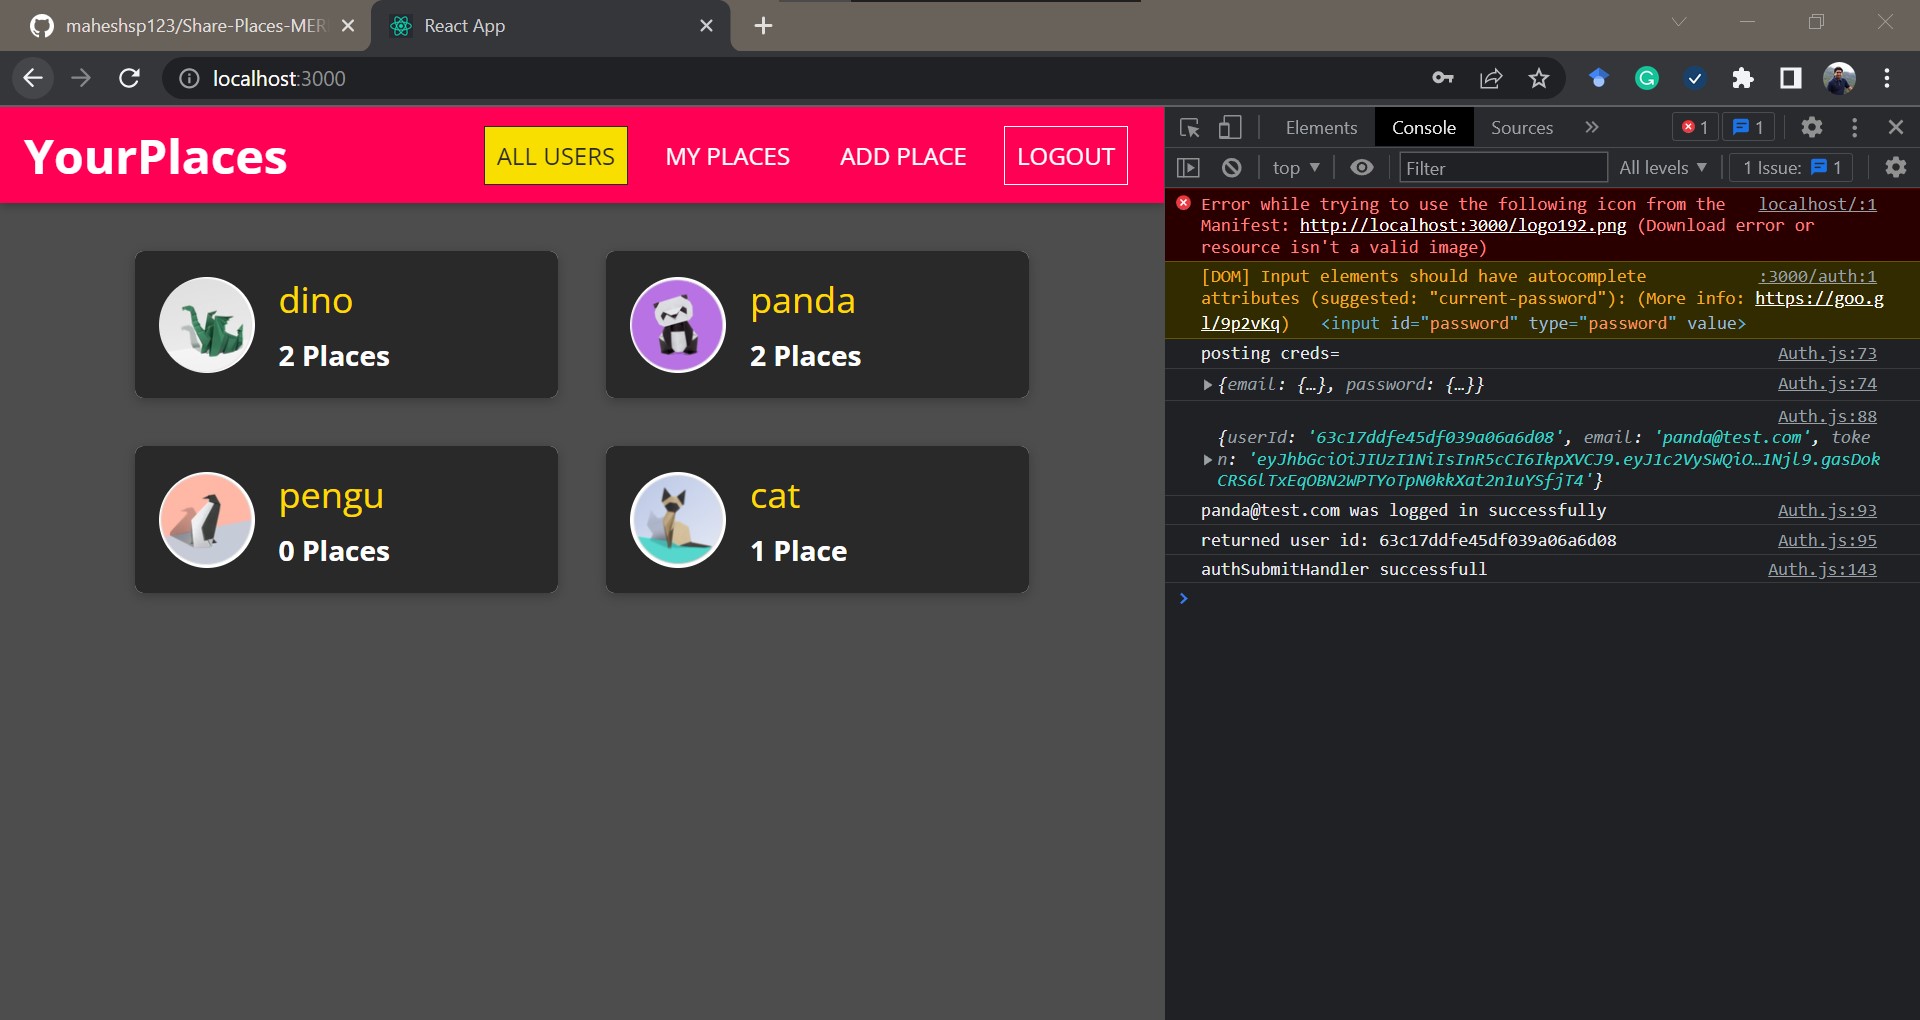 maheshsp123/Share-Places-MER
React App
localhost:3000
YourPlaces
ALL USERS
MY PLACES
ADD PLACE
LOGOUT
dino
2 Places
panda
2 Places
pengu
0 Places
cat
1 Place
Elements
Console
Sources
1
1
top
Filter
All levels
1 Issue: 1
Error while trying to use the following icon from the localhost/:1
Manifest: http://localhost:3000/logo192.png (Download error or
resource isn't a valid image)
[DOM] Input elements should have autocomplete :3000/auth:1
attributes (suggested: "current-password"): (More info: https://goo.g
l/9p2vKq) <input id="password" type="password" value>
posting creds= Auth.js:73
{email: {…}, password: {…}} Auth.js:74
Auth.js:88
{userId: '63c17ddfe45df039a06a6d08', email: 'panda@test.com', toke
n: 'eyJhbGciOiJIUzI1NiIsInR5cCI6IkpXVCJ9.eyJ1c2VySWQiO…1Njl9.gasDok
CRS6lTxEqOBN2WPTYoTpN0kkXat2n1uYSfjT4'}
panda@test.com was logged in successfully Auth.js:93
returned user id: 63c17ddfe45df039a06a6d08 Auth.js:95
authSubmitHandler successfull Auth.js:143